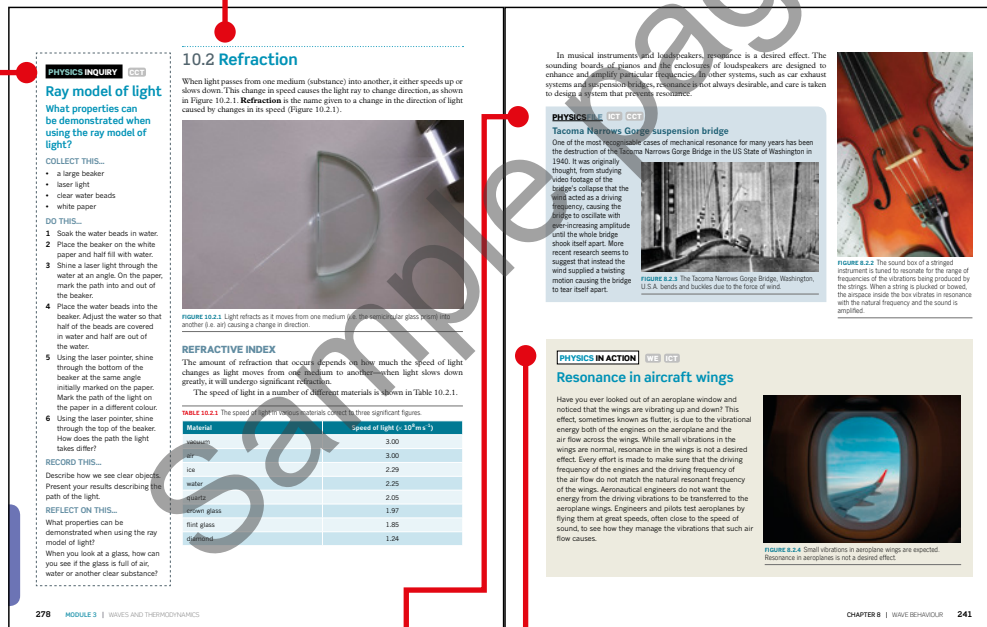 PHYSICS INQUIRY CCT
Ray model of light
What properties can
be demonstrated when
using the ray model of
light?
COLLECT THIS...
• a large beaker
• laser light
• clear water beads
• white paper
DO THIS...
1 Soak the water beads in water.
2 Place the beaker on the white
paper and half fill with water.
3 Shine a laser light through the
water at an angle. On the paper,
mark the path into and out of
the beaker.
4 Place the water beads into the
beaker. Adjust the water so that
half of the beads are covered
in water and half are out of
the water.
5 Using the laser pointer, shine
through the bottom of the
beaker at the same angle
initially marked on the paper.
Mark the path of the light on
the paper in a different colour.
6 Using the laser pointer, shine
through the top of the beaker.
How does the path the light
takes differ?
RECORD THIS...
Describe how we see clear objects.
Present your results describing the
path of the light.
REFLECT ON THIS...
What properties can be
demonstrated when using the ray
model of light?
When you look at a glass, how can
you see if the glass is full of air,
water or another clear substance?
10.2 Refraction
When light passes from one medium (substance) into another, it either speeds up or
slows down. This change in speed causes the light ray to change direction, as shown
in Figure 10.2.1. Refraction is the name given to a change in the direction of light
caused by changes in its speed (Figure 10.2.1).
FIGURE 10.2.1 Light refracts as it moves from one medium (i.e. the semicircular glass prism) into
another (i.e. air) causing a change in direction.
REFRACTIVE INDEX
The amount of refraction that occurs depends on how much the speed of light
changes as light moves from one medium to another—when light slows down
greatly, it will undergo significant refraction.
The speed of light in a number of different materials is shown in Table 10.2.1.
TABLE 10.2.1 The speed of light in various materials correct to three significant figures.
Material Speed of light (× 10⁸ m s⁻¹)
vacuum 3.00
air 3.00
ice 2.29
water 2.25
quartz 2.05
crown glass 1.97
flint glass 1.85
diamond 1.24
278 MODULE 3 | WAVES AND THERMODYNAMICS
In musical instruments and loudspeakers, resonance is a desired effect. The
sounding boards of pianos and the enclosures of loudspeakers are designed to
enhance and amplify particular frequencies. In other systems, such as car exhaust
systems and suspension bridges, resonance is not always desirable, and care is taken
to design a system that prevents resonance.
PHYSICSFILE ICT CCT
Tacoma Narrows Gorge suspension bridge
One of the most recognisable cases of mechanical resonance for many years has been
the destruction of the Tacoma Narrows Gorge Bridge in the US State of Washington in
1940. It was originally
thought, from studying
video footage of the
bridge's collapse that the
wind acted as a driving
frequency, causing the
bridge to oscillate with
ever-increasing amplitude
until the whole bridge
shook itself apart. More
recent research seems to
suggest that instead the
wind supplied a twisting
motion causing the bridge
to tear itself apart.
FIGURE 8.2.3 The Tacoma Narrows Gorge Bridge, Washington,
U.S.A. bends and buckles due to the force of wind.
FIGURE 8.2.2 The sound box of a stringed
instrument is tuned to resonate for the range of
frequencies of the vibrations being produced by
the strings. When a string is plucked or bowed,
the airspace inside the box vibrates in resonance
with the natural frequency and the sound is
amplified.
PHYSICS IN ACTION WE ICT
Resonance in aircraft wings
Have you ever looked out of an aeroplane window and
noticed that the wings are vibrating up and down? This
effect, sometimes known as flutter, is due to the vibrational
energy both of the engines on the aeroplane and the
air flow across the wings. While small vibrations in the
wings are normal, resonance in the wings is not a desired
effect. Every effort is made to make sure that the driving
frequency of the engines and the driving frequency of
the air flow do not match the natural resonant frequency
of the wings. Aeronautical engineers do not want the
energy from the driving vibrations to be transferred to the
aeroplane wings. Engineers and pilots test aeroplanes by
flying them at great speeds, often close to the speed of
sound, to see how they manage the vibrations that such air
flow causes.
FIGURE 8.2.4 Small vibrations in aeroplane wings are expected.
Resonance in aeroplanes is not a desired effect.
CHAPTER 8 | WAVE BEHAVIOUR 241
Sample pag